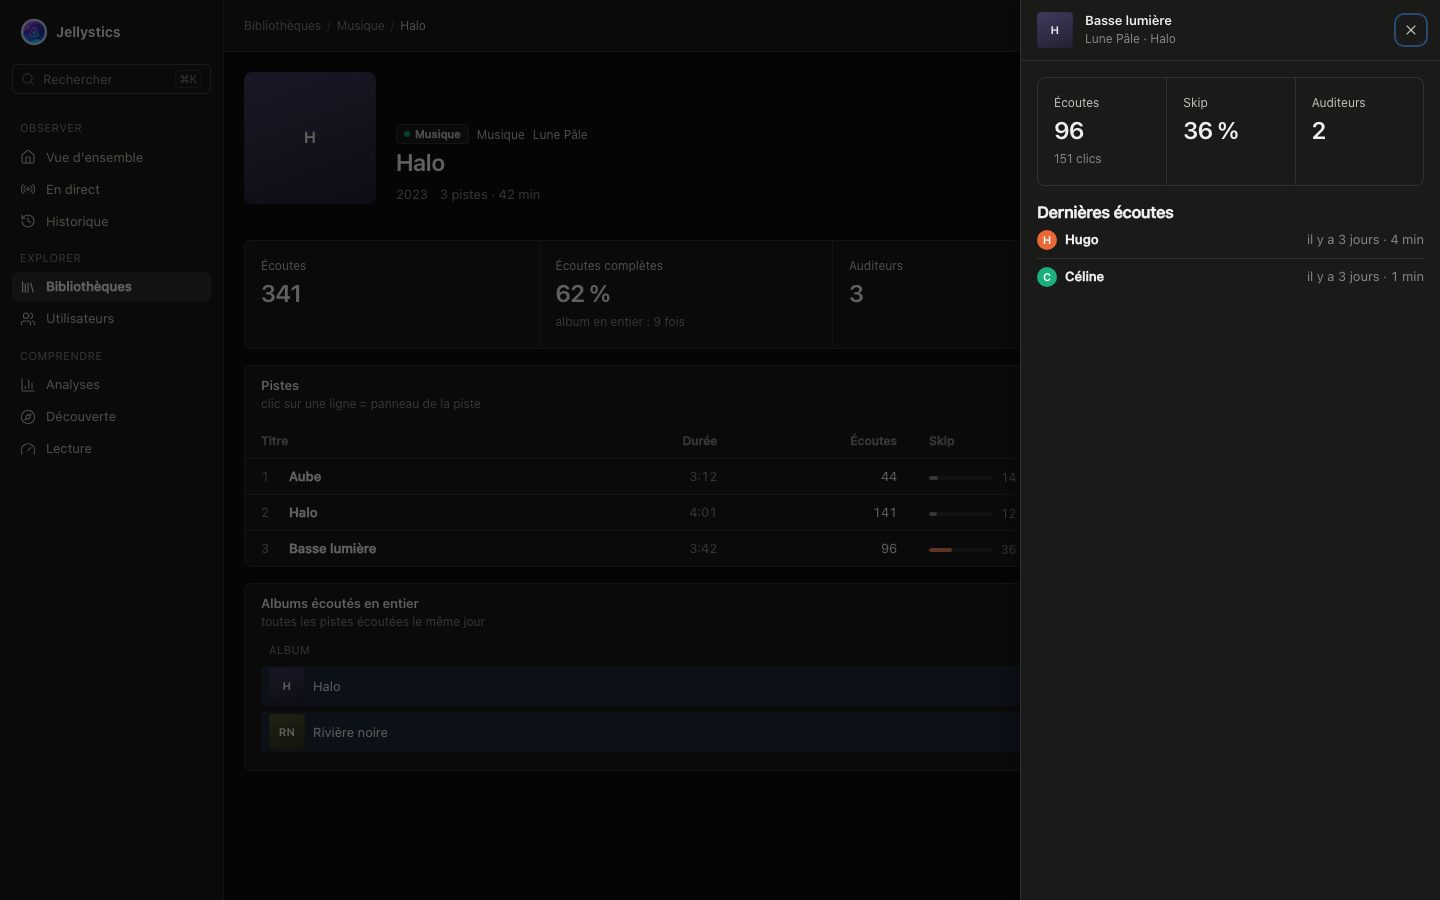 Jellystics
Rechercher ⌘K
OBSERVER
Vue d'ensemble
En direct
Historique
EXPLORER
Bibliothèques
Utilisateurs
COMPRENDRE
Analyses
Découverte
Lecture
Bibliothèques / Musique / Halo
H
Musique Musique Lune Pâle
Halo
2023 3 pistes · 42 min
Écoutes
341
Écoutes complètes
62 %
album en entier : 9 fois
Auditeurs
3
Pistes
clic sur une ligne = panneau de la piste
Titre Durée Écoutes Skip
1 Aube 3:12 44 14
2 Halo 4:01 141 12
3 Basse lumière 3:42 96 36
Albums écoutés en entier
toutes les pistes écoutées le même jour
ALBUM
H Halo
RN Rivière noire
H
Basse lumière
Lune Pâle · Halo
Écoutes
96
151 clics
Skip
36 %
Auditeurs
2
Dernières écoutes
H Hugo il y a 3 jours · 4 min
C Céline il y a 3 jours · 1 min